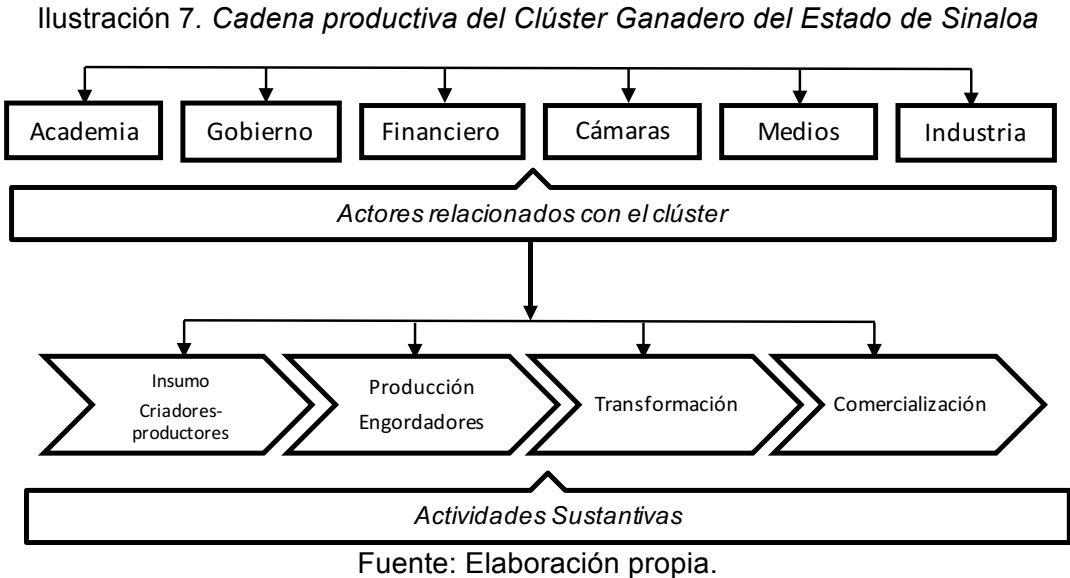 Ilustración 7. Cadena productiva del Clúster Ganadero del Estado de Sinaloa
Academia
Gobierno
Financiero
Cámaras
Medios
Industria
Actores relacionados con el clúster
Insumo
Criadores-
productores
Producción
Engordadores
Transformación
Comercialización
Actividades Sustantivas
Fuente: Elaboración propia.